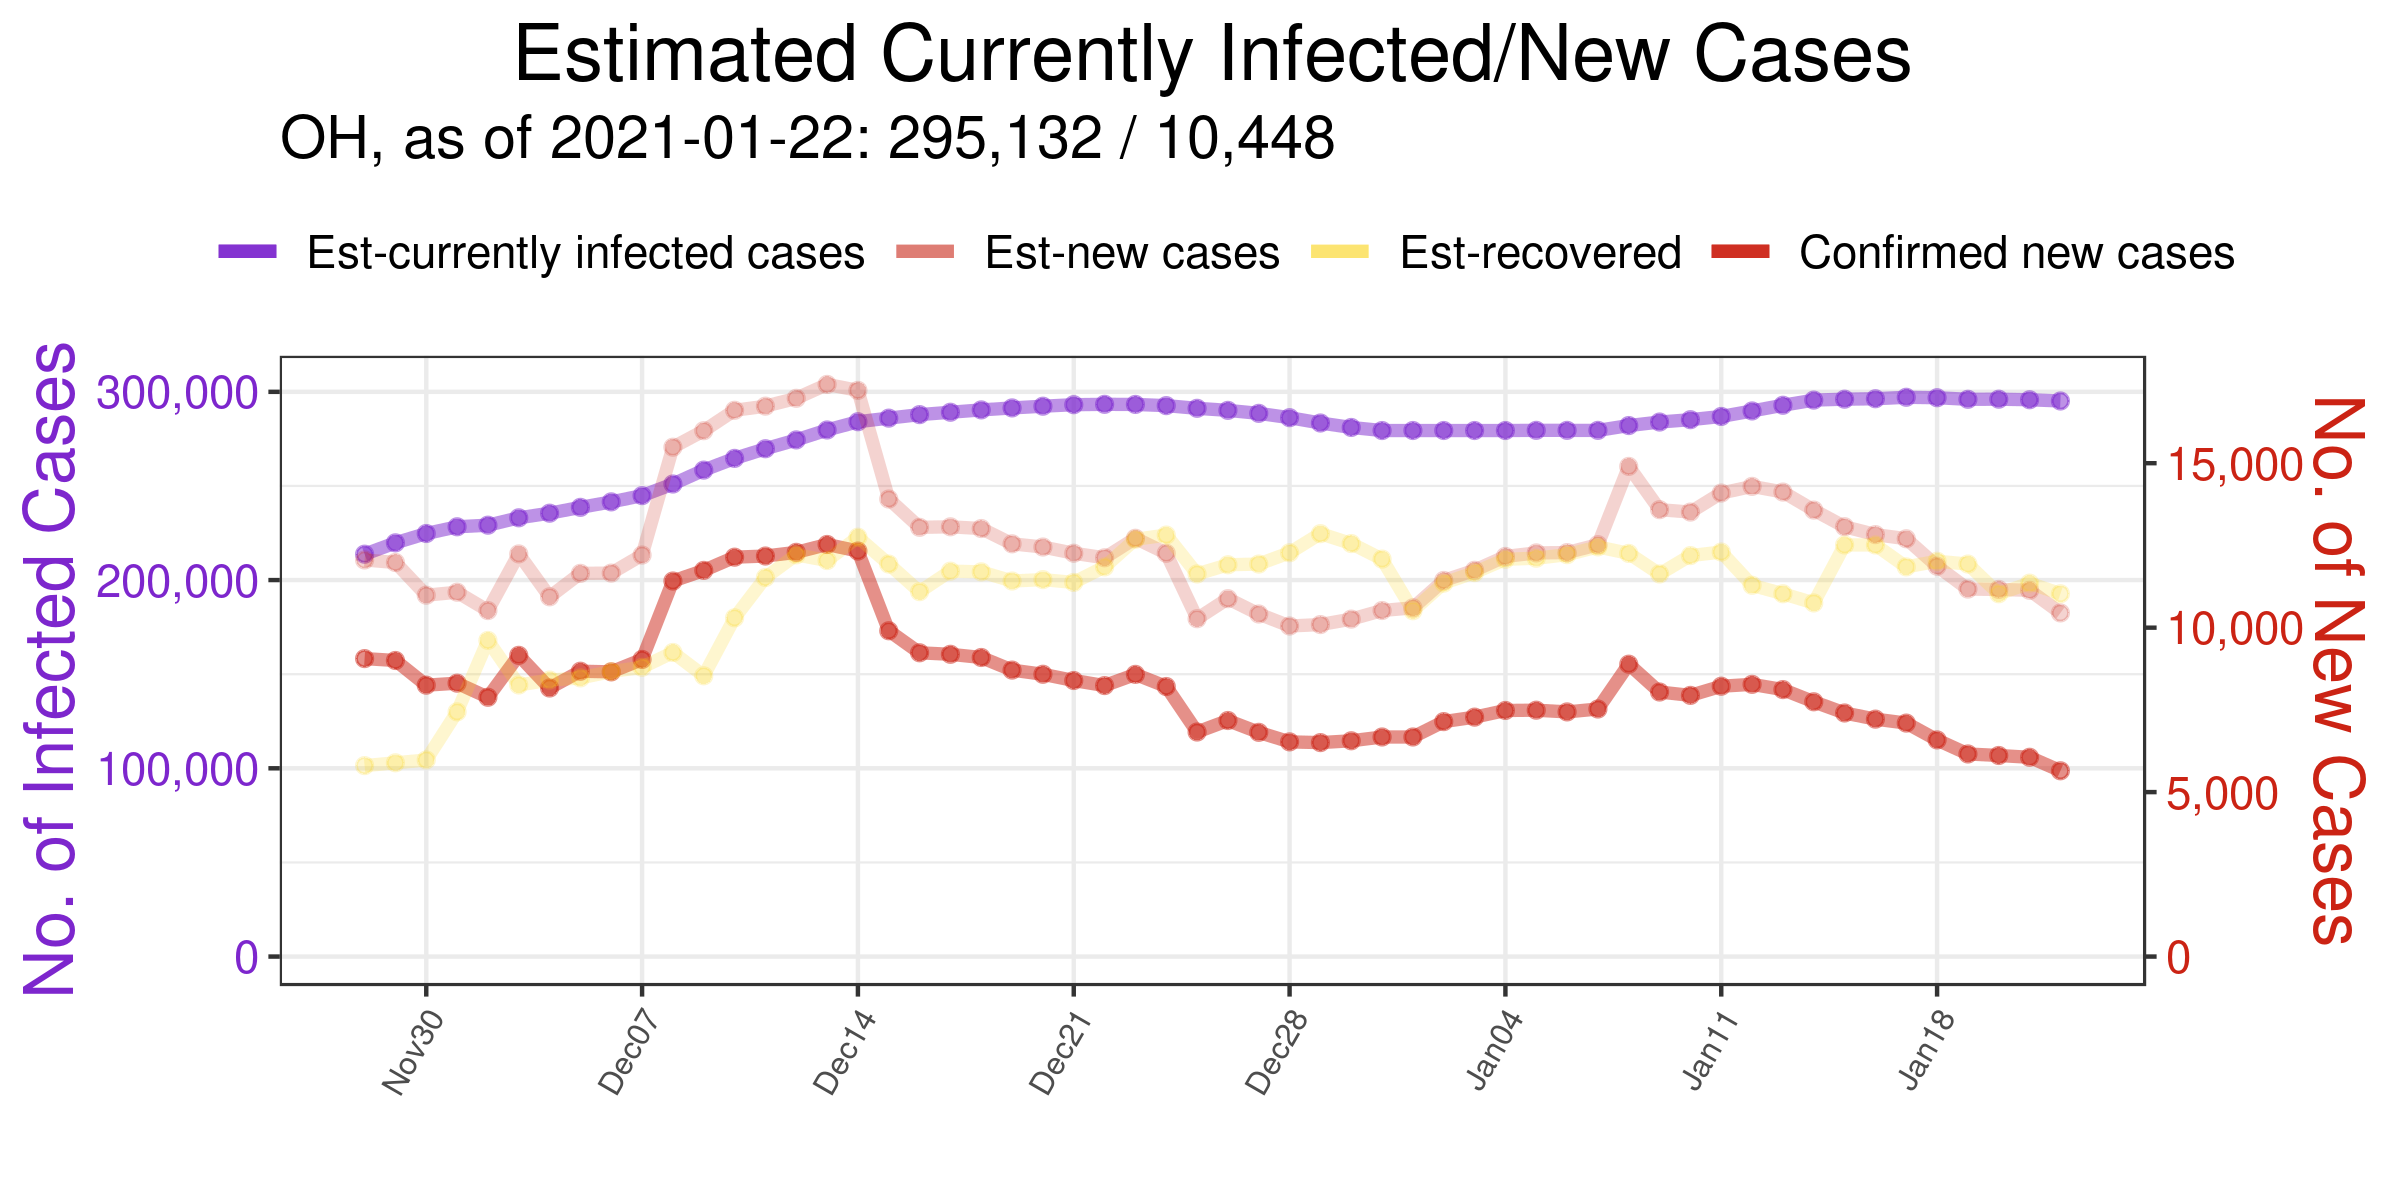 Estimated Currently Infected/New Cases
OH, as of 2021-01-22: 295,132 / 10,448
Est-currently infected cases Est-new cases Est-recovered Confirmed new cases
No. of Infected Cases
300,000
200,000
100,000
0
15,000
10,000
5,000
0
No. of New Cases
Nov30 Dec07 Dec14 Dec21 Dec28 Jan04 Jan11 Jan18